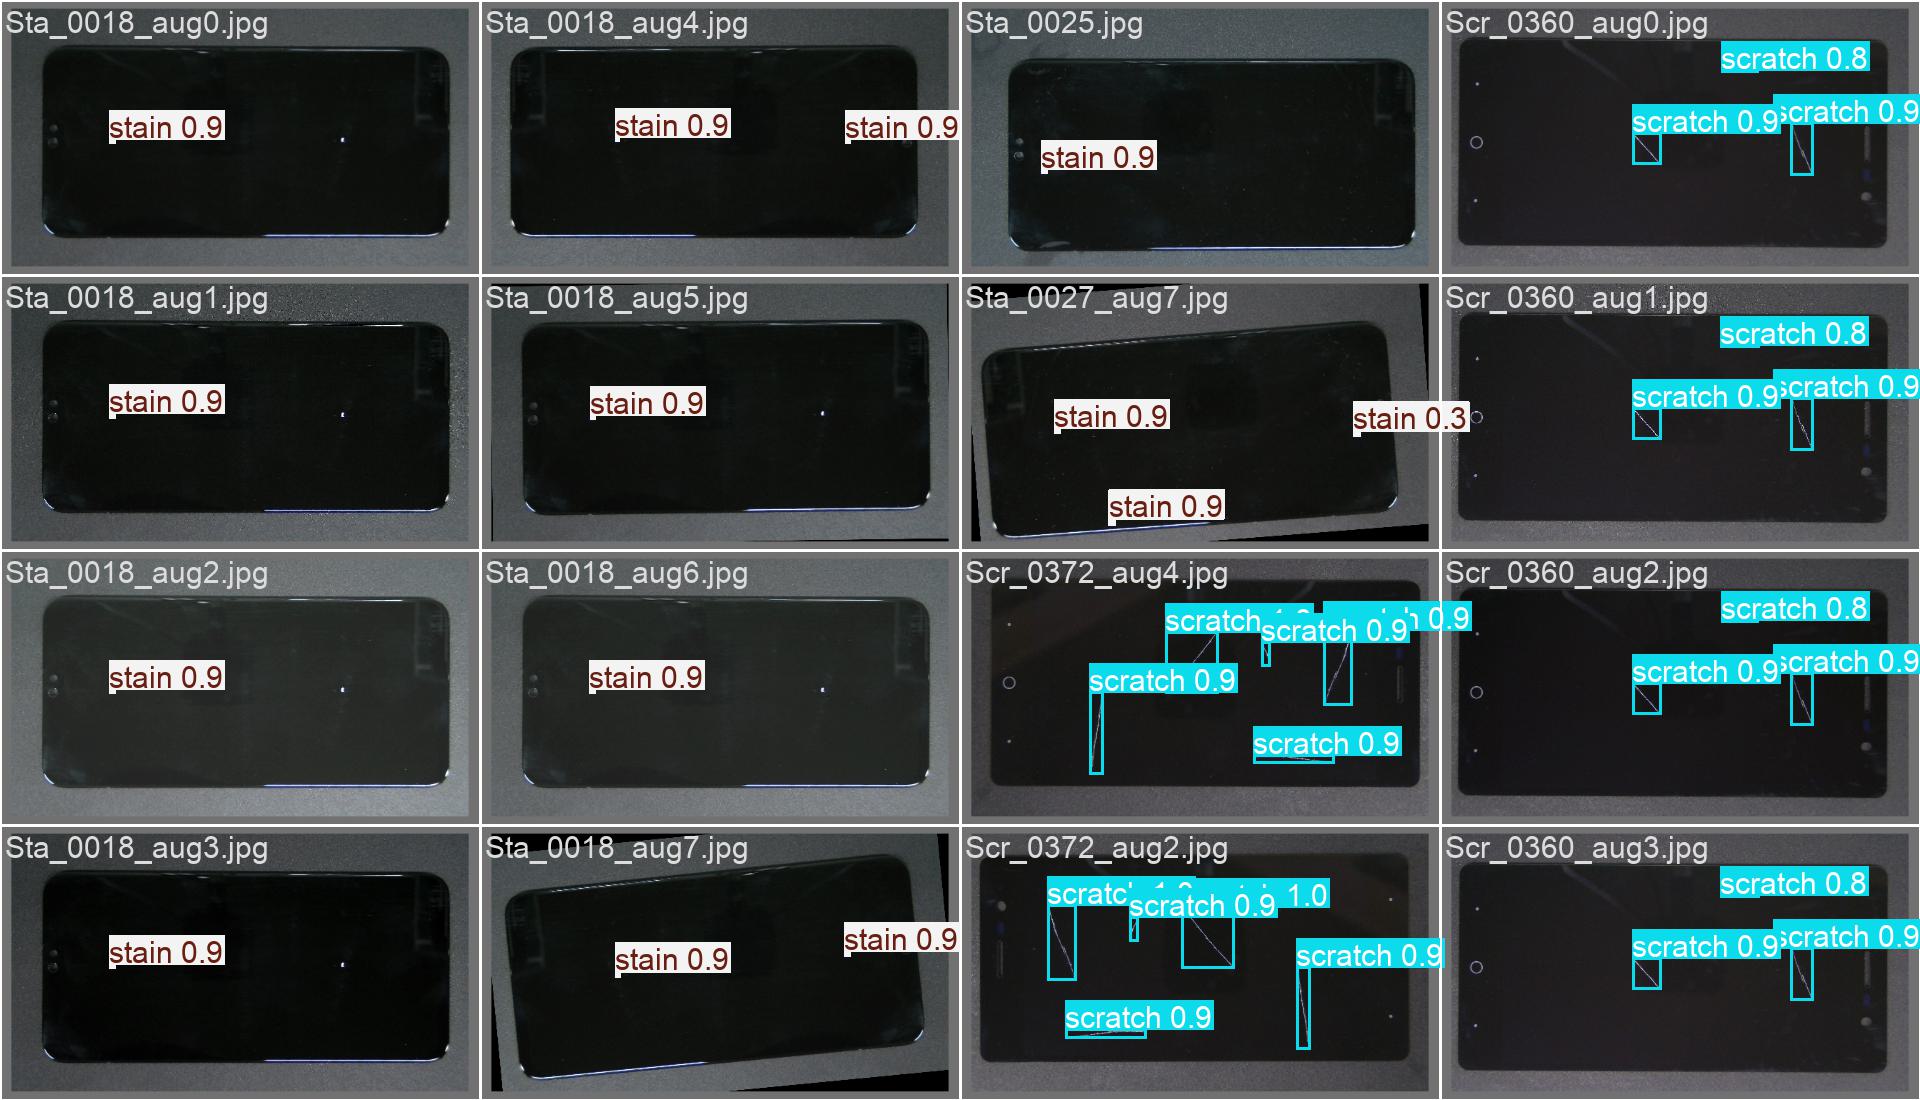 Sta_0018_aug0.jpg
stain 0.9
Sta_0018_aug4.jpg
stain 0.9
stain 0.9
Sta_0025.jpg
stain 0.9
Scr_0360_aug0.jpg
scratch 0.8
scratch 0.9
scratch 0.9
Sta_0018_aug1.jpg
stain 0.9
Sta_0018_aug5.jpg
stain 0.9
Sta_0027_aug7.jpg
stain 0.9
stain 0.3
stain 0.9
Scr_0360_aug1.jpg
scratch 0.8
scratch 0.9
scratch 0.9
Sta_0018_aug2.jpg
stain 0.9
Sta_0018_aug6.jpg
stain 0.9
Scr_0372_aug4.jpg
scratch
scratch 0.9
0.9
scratch 0.9
scratch 0.9
Scr_0360_aug2.jpg
scratch 0.8
scratch 0.9
scratch 0.9
Sta_0018_aug3.jpg
stain 0.9
Sta_0018_aug7.jpg
stain 0.9
stain 0.9
Scr_0372_aug2.jpg
scratch 0.9
1.0
scratch 0.9
scratch 0.9
Scr_0360_aug3.jpg
scratch 0.8
scratch 0.9
scratch 0.9